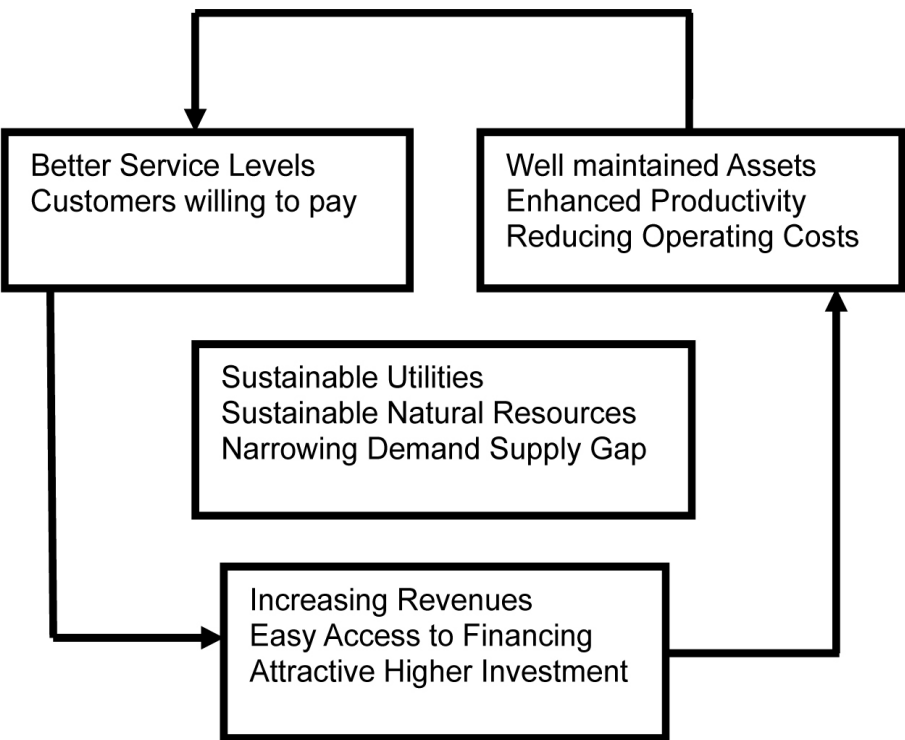 Better Service Levels
Customers willing to pay
Well maintained Assets
Enhanced Productivity
Reducing Operating Costs
Sustainable Utilities
Sustainable Natural Resources
Narrowing Demand Supply Gap
Increasing Revenues
Easy Access to Financing
Attractive Higher Investment